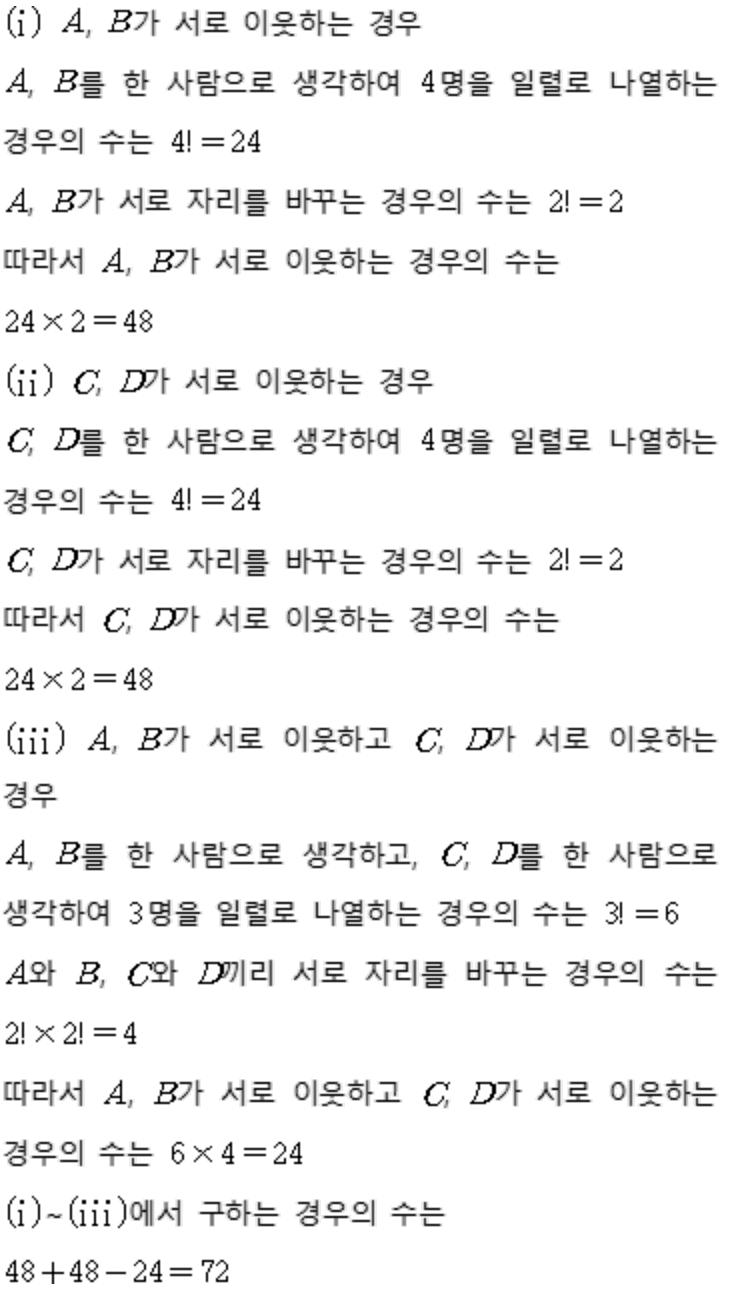 (i) A, B가 서로 이웃하는 경우
A, B를 한 사람으로 생각하여 4명을 일렬로 나열하는
경우의 수는 4!=24
A, B가 서로 자리를 바꾸는 경우의 수는 2!=2
따라서 A, B가 서로 이웃하는 경우의 수는
24×2=48
(ii) C, D가 서로 이웃하는 경우
C, D를 한 사람으로 생각하여 4명을 일렬로 나열하는
경우의 수는 4!=24
C, D가 서로 자리를 바꾸는 경우의 수는 2!=2
따라서 C, D가 서로 이웃하는 경우의 수는
24×2=48
(iii) A, B가 서로 이웃하고 C, D가 서로 이웃하는
경우
A, B를 한 사람으로 생각하고, C, D를 한 사람으로
생각하여 3명을 일렬로 나열하는 경우의 수는 3!=6
A와 B, C와 D끼리 서로 자리를 바꾸는 경우의 수는
2!×2!=4
따라서 A, B가 서로 이웃하고 C, D가 서로 이웃하는
경우의 수는 6×4=24
(i)~(iii)에서 구하는 경우의 수는
48+48-24=72